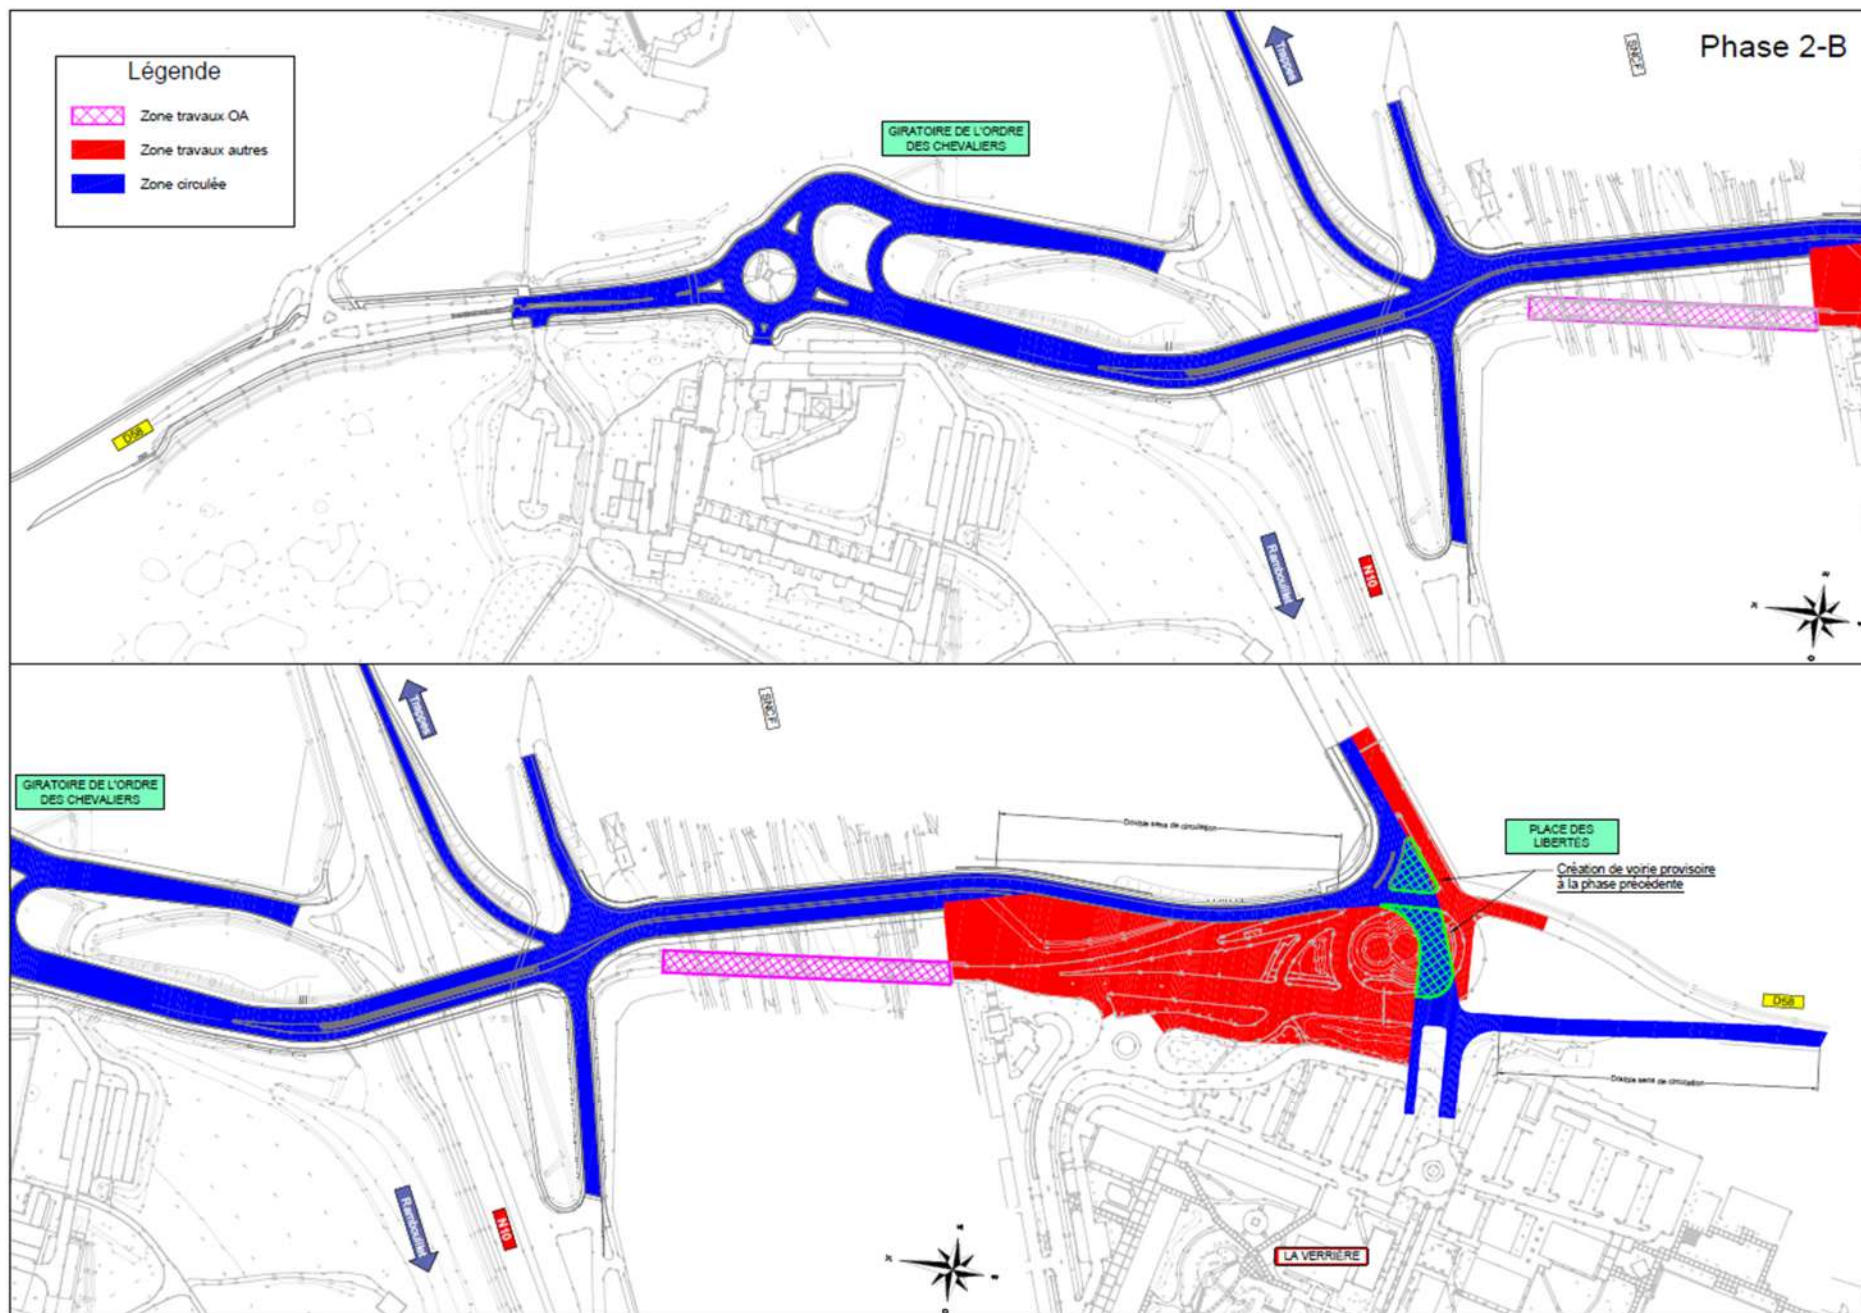 Phase 2-B
Légende
Zone travaux OA
Zone travaux autres
Zone circulée
Trappes
SNCF
GIRATOIRE DE L'ORDRE
DES CHEVALIERS
D58
Rambouillet
N10
Trappes
SNCF
GIRATOIRE DE L'ORDRE
DES CHEVALIERS
Double sens de circulation
PLACE DES
LIBERTÉS
Création de voirie provisoire
à la phase précédente
D58
Double sens de circulation
Rambouillet
N10
LA VERRIÈRE